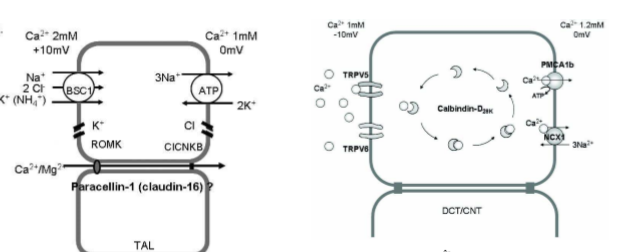 Ca2+ 2mM
+10mV
Ca2+ 1mM
0mV
Na+
2 Cl-
K+ (NH4+)
BSC1
3Na+
ATP
2K+
K+
ROMK
Cl-
ClCNKB
Ca2+/Mg2+
Paracellin-1 (claudin-16) ?
TAL
Ca2+ 1mM
-10mV
Ca2+ 1.2mM
0mV
TRPV5
Ca2+
TRPV6
Calbindin-D28K
PMCA1b
Ca2+
ATP
Ca2+
NCX1
3Na+
DCT/CNT